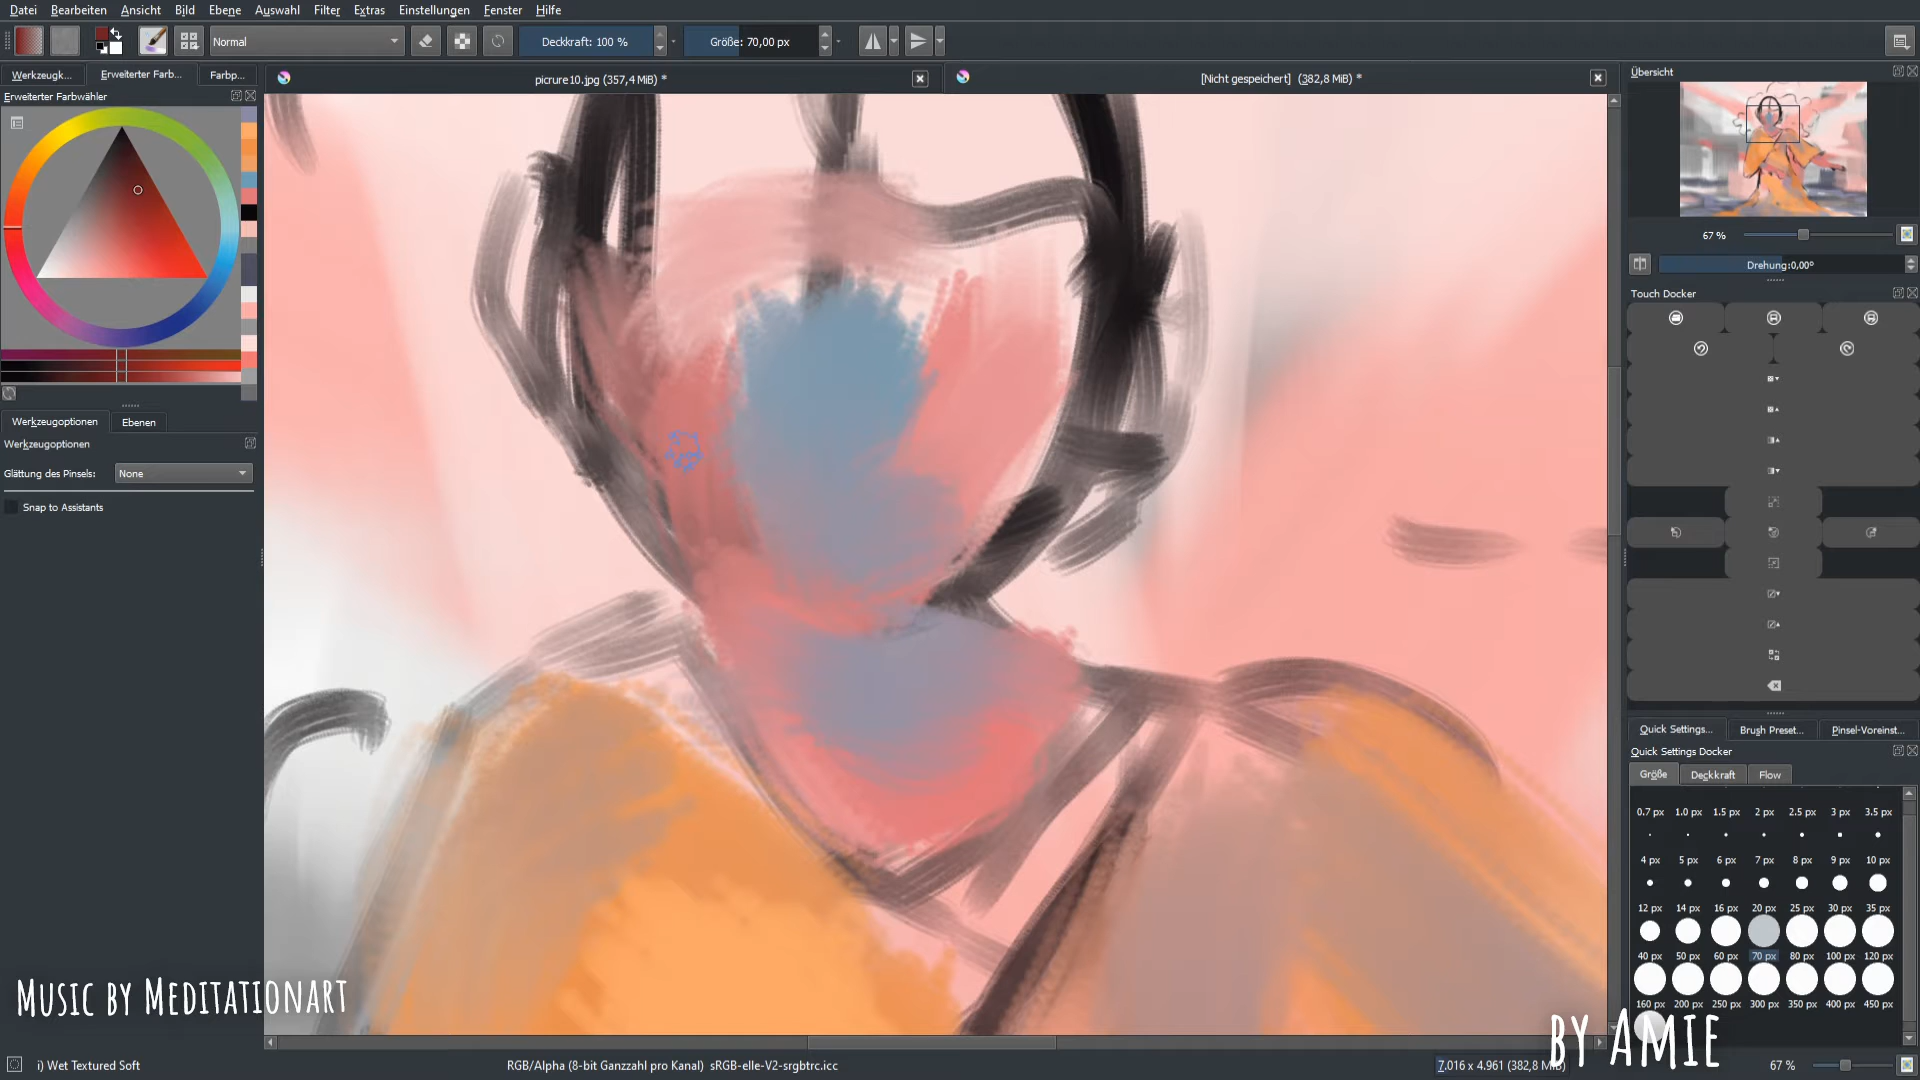 Datei Bearbeiten Ansicht Bild Ebene Auswahl Filter Extras Einstellungen Fenster Hilfe
Normal Deckkraft: 100 % Größe: 70,00 px
Werkzeugk... Erweiterter Farb... Farbp...
picrure10.jpg (357,4 MiB) *
[Nicht gespeichert] (382,8 MiB) *
Übersicht
Erweiterter Farbwähler
67 %
Drehung:0,00°
Touch Docker
Werkzeugoptionen Ebenen
Werkzeugoptionen
Glättung des Pinsels: None
Snap to Assistants
Quick Settings... Brush Preset... Pinsel-Voreinst...
Quick Settings Docker
Größe Deckkraft Flow
0.7 px 1.0 px 1.5 px 2 px 2.5 px 3 px 3.5 px
4 px 5 px 6 px 7 px 8 px 9 px 10 px
12 px 14 px 16 px 20 px 25 px 30 px 35 px
40 px 50 px 60 px 70 px 80 px 100 px 120 px
160 px 200 px 250 px 300 px 350 px 400 px 450 px
Music by Meditationart
by Amie
i) Wet Textured Soft
RGB/Alpha (8-bit Ganzzahl pro Kanal) sRGB-elle-V2-srgbtrc.icc
7.016 x 4.961 (382,8 MiB)
67 %